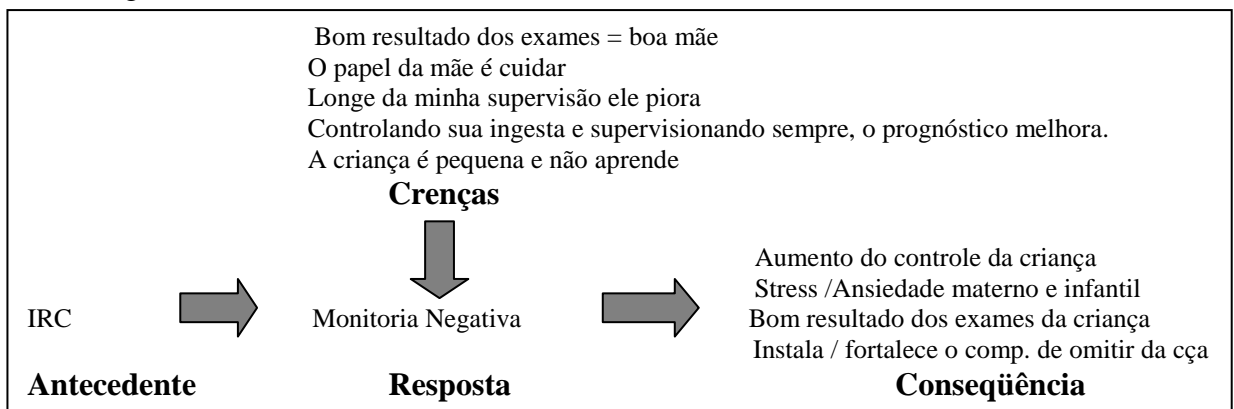 Bom resultado dos exames = boa mãe
O papel da mãe é cuidar
Longe da minha supervisão ele piora
Controlando sua ingesta e supervisionando sempre, o prognóstico melhora.
A criança é pequena e não aprende
Crenças
Aumento do controle da criança
Stress /Ansiedade materno e infantil
IRC
Monitoria Negativa
Bom resultado dos exames da criança
Instala / fortalece o comp. de omitir da cça
Antecedente
Resposta
Conseqüência